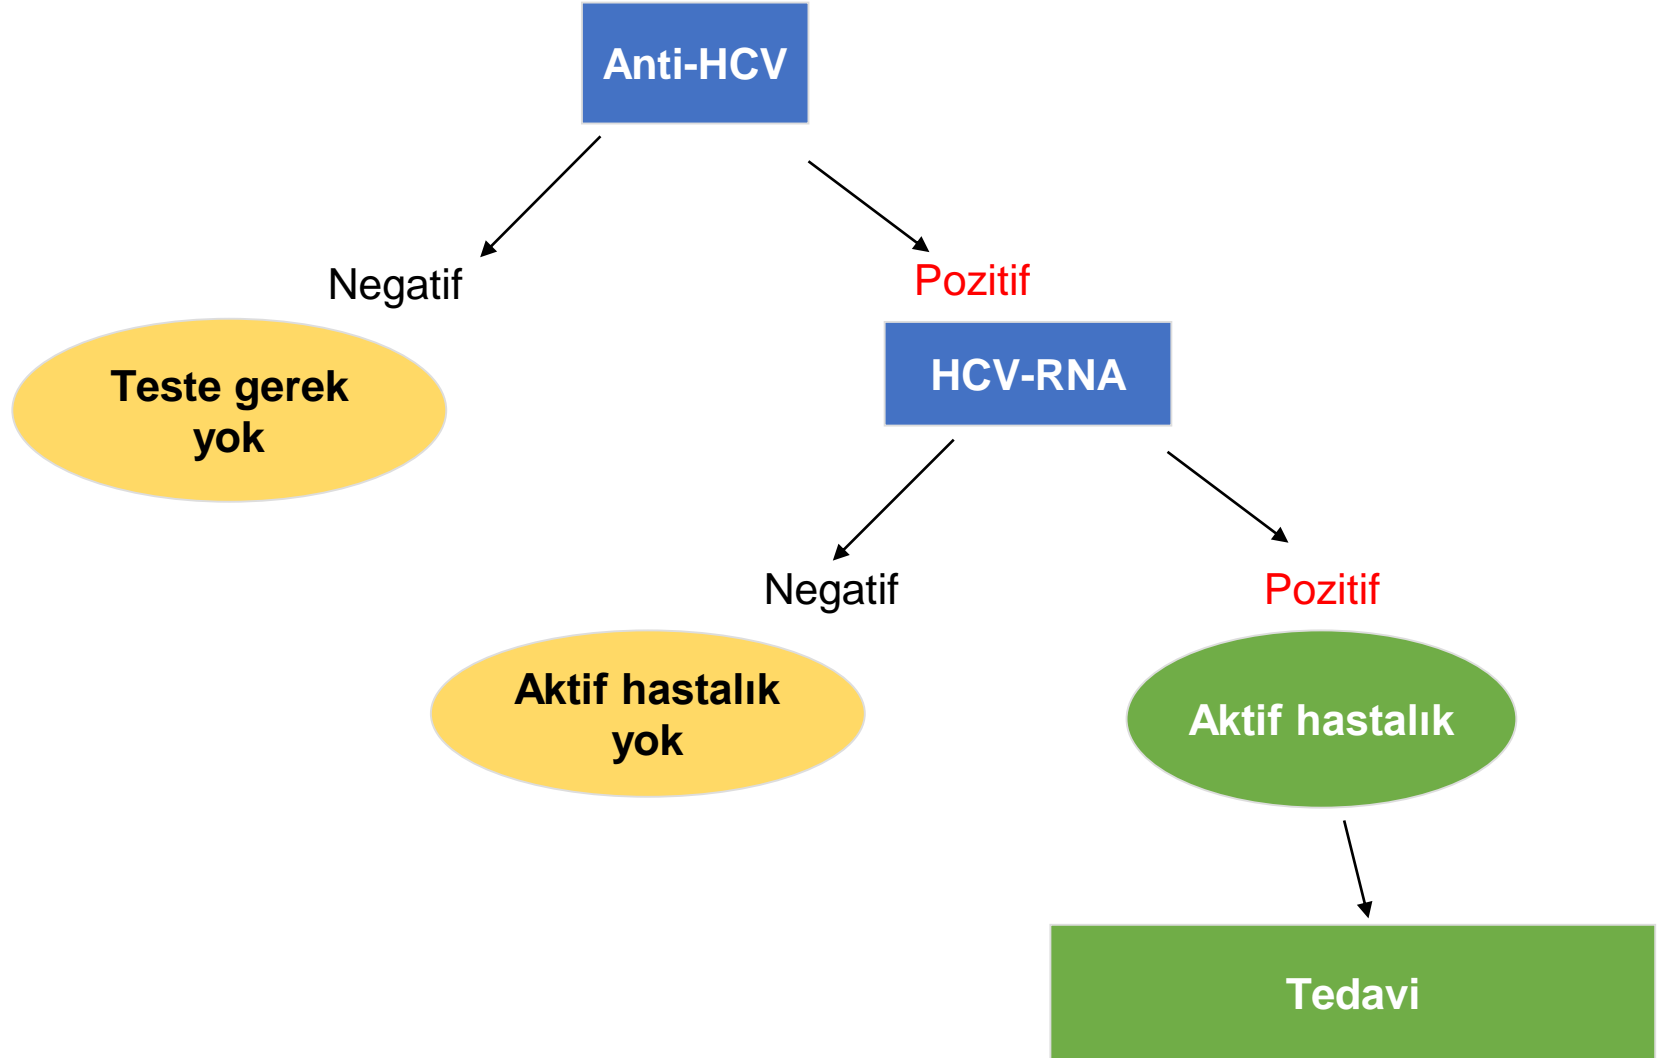 Anti-HCV
Negatif
Pozitif
Teste gerek
yok
HCV-RNA
Negatif
Pozitif
Aktif hastalık
yok
Aktif hastalık
Tedavi